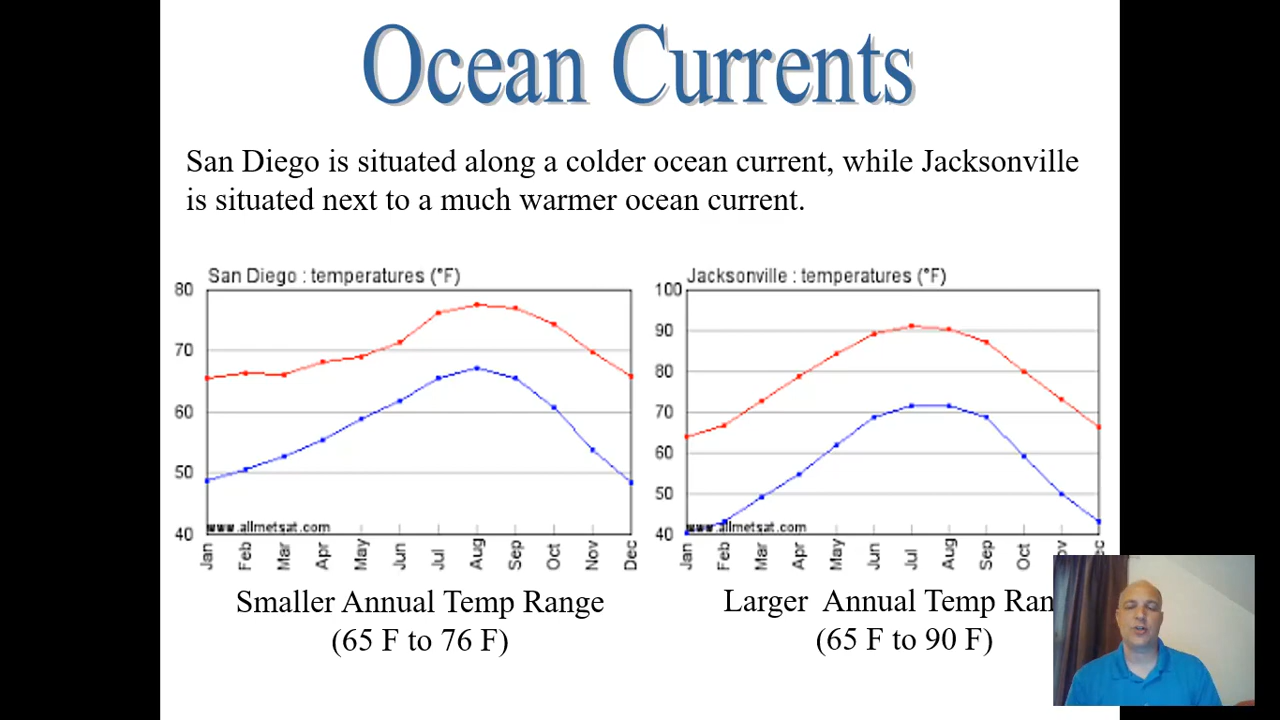 Ocean Currents
San Diego is situated along a colder ocean current, while Jacksonville
is situated next to a much warmer ocean current.
San Diego : temperatures (°F)
80
70
60
50
40
www.allmetsat.com
Jan Feb Mar Apr May Jun Jul Aug Sep Oct Nov Dec
Smaller Annual Temp Range
(65 F to 76 F)
Jacksonville : temperatures (°F)
100
90
80
70
60
50
40
www.allmetsat.com
Jan Feb Mar Apr May Jun Jul Aug Sep Oct
Larger Annual Temp
(65 F to 90 F)